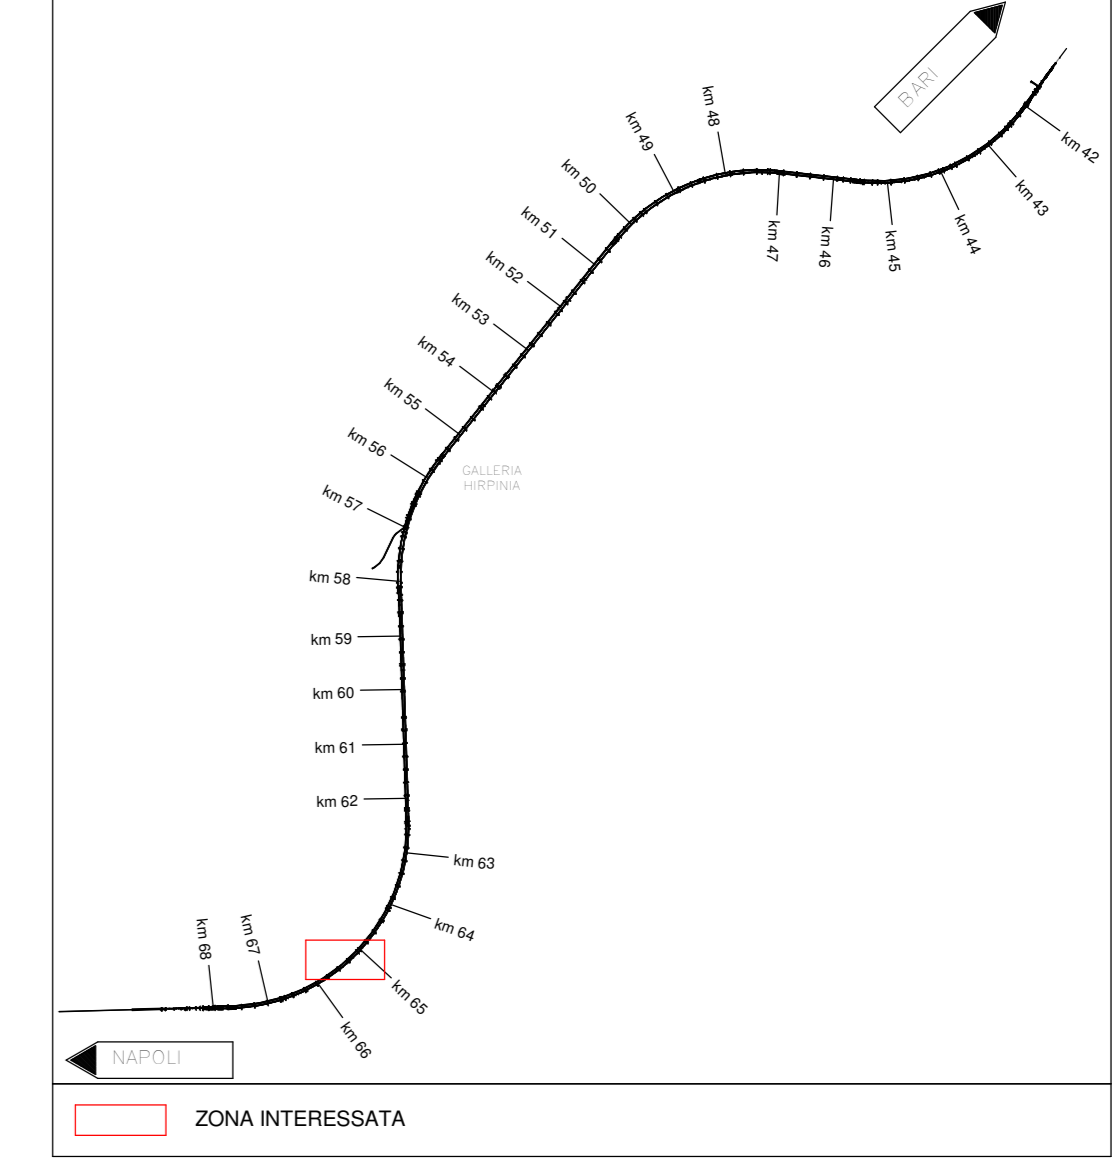 BARI
km 42
km 43
km 44
km 45
km 46
km 47
km 48
km 49
km 50
km 51
km 52
km 53
km 54
km 55
km 56
GALLERIA
HIRPINIA
km 57
km 58
km 59
km 60
km 61
km 62
km 63
km 64
km 65
km 66
km 67
km 68
NAPOLI
ZONA INTERESSATA